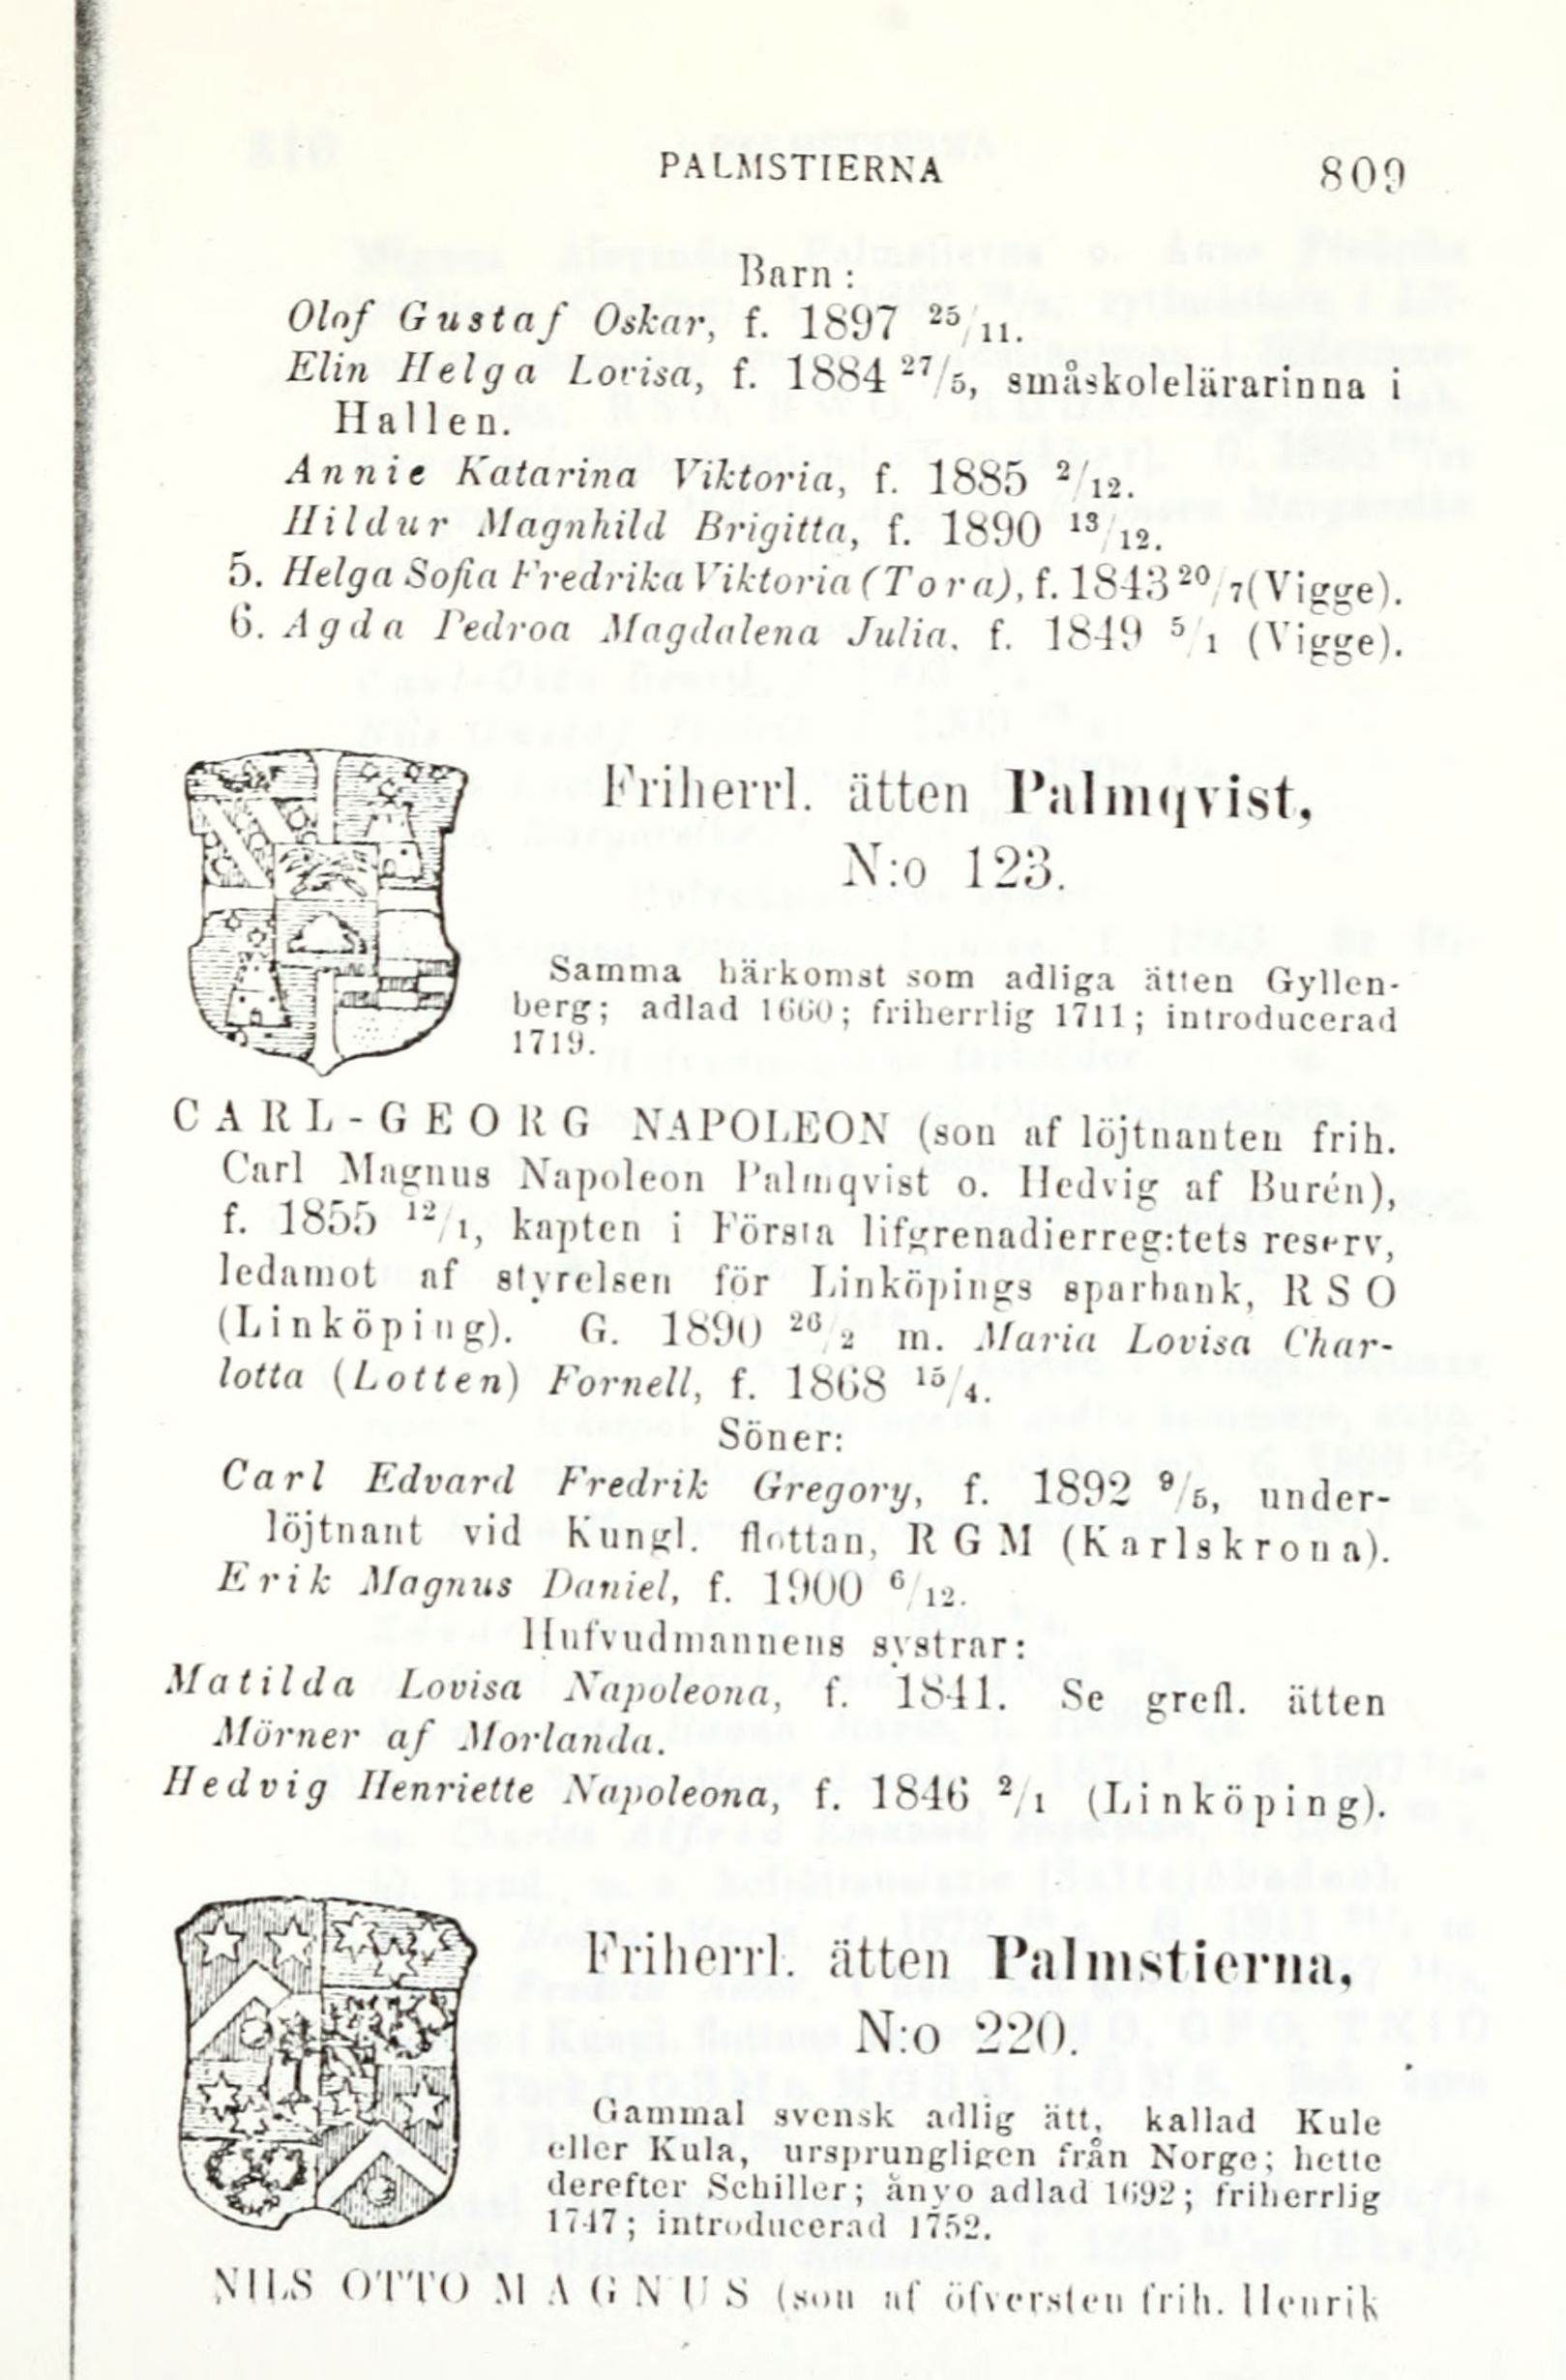 PALMSTIERNA 809
Barn:
Olof Gustaf Oskar, f. 1897 25/11.
Elin Helga Lovisa, f. 1884 27/5, småskolelärarinna i
Hallen.
Annie Katarina Viktoria, f. 1885 2/12.
Hildur Magnhild Brigitta, f. 1890 13/12.
5. Helga Sofia Fredrika Viktoria (Tora), f. 1843 20/7 (Vigge).
6. Agda Pedroa Magdalena Julia, f. 1849 5/1 (Vigge).
Friherrl. ätten Palmqvist,
N:o 123.
Samma härkomst som adliga ätten Gyllen-
berg; adlad 1660; friherrlig 1711; introducerad
1719.
CARL-GEORG NAPOLEON (son af löjtnanten frih.
Carl Magnus Napoleon Palmqvist o. Hedvig af Burén),
f. 1855 12/1, kapten i Första lifgrenadierreg:tets reserv,
ledamot af styrelsen för Linköpings sparbank, RSO
(Linköping). G. 1890 26/2 m. Maria Lovisa Char-
lotta (Lotten) Fornell, f. 1868 15/4.
Söner:
Carl Edvard Fredrik Gregory, f. 1892 9/5, under-
löjtnant vid Kungl. flottan, RGM (Karlskrona).
Erik Magnus Daniel, f. 1900 6/12.
Hufvudmannens systrar:
Matilda Lovisa Napoleona, f. 1841. Se grefl. ätten
Mörner af Morlanda.
Hedvig Henriette Napoleona, f. 1846 2/1 (Linköping).
Friherrl. ätten Palmstierna,
N:o 220.
Gammal svensk adlig ätt, kallad Kule
eller Kula, ursprungligen från Norge; hette
derefter Schiller; ånyo adlad 1692; friherrlig
1747; introducerad 1752.
NILS OTTO MAGNUS (son af öfversten frih. Henrik